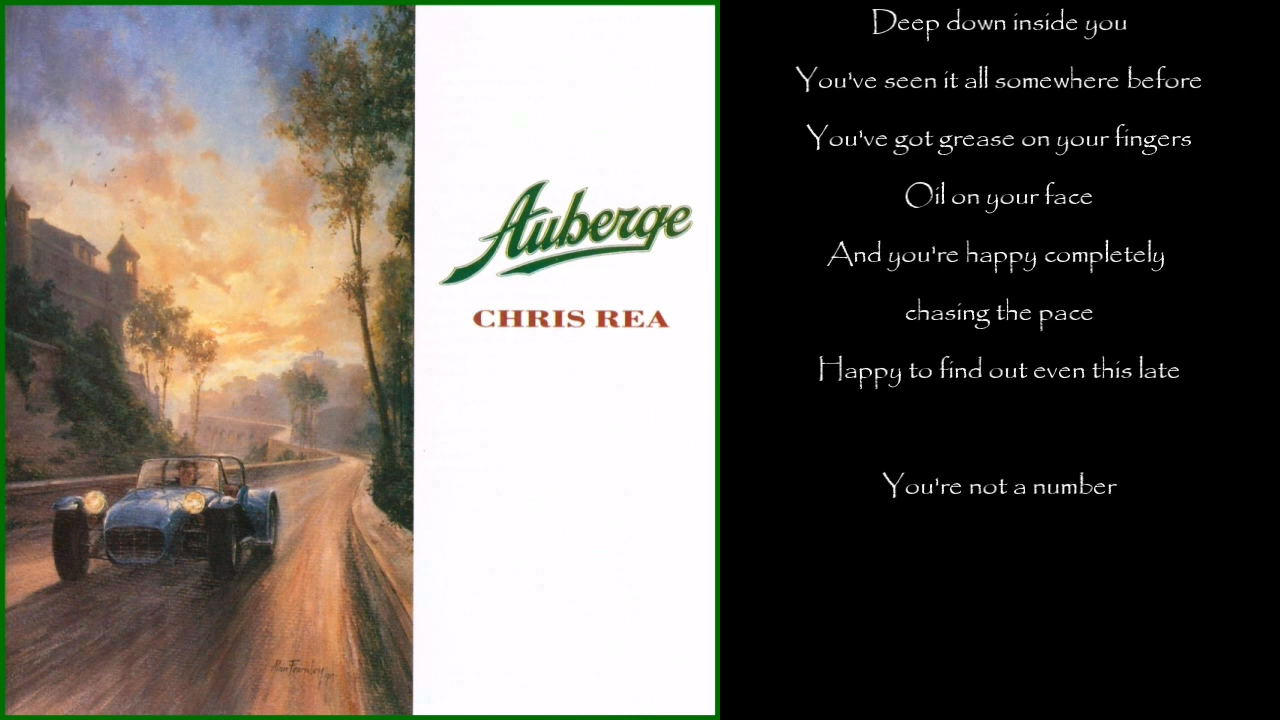 Auberge
CHRIS REA
Deep down inside you
You've seen it all somewhere before
You've got grease on your fingers
Oil on your face
And you're happy completely
chasing the pace
Happy to find out even this late
You're not a number